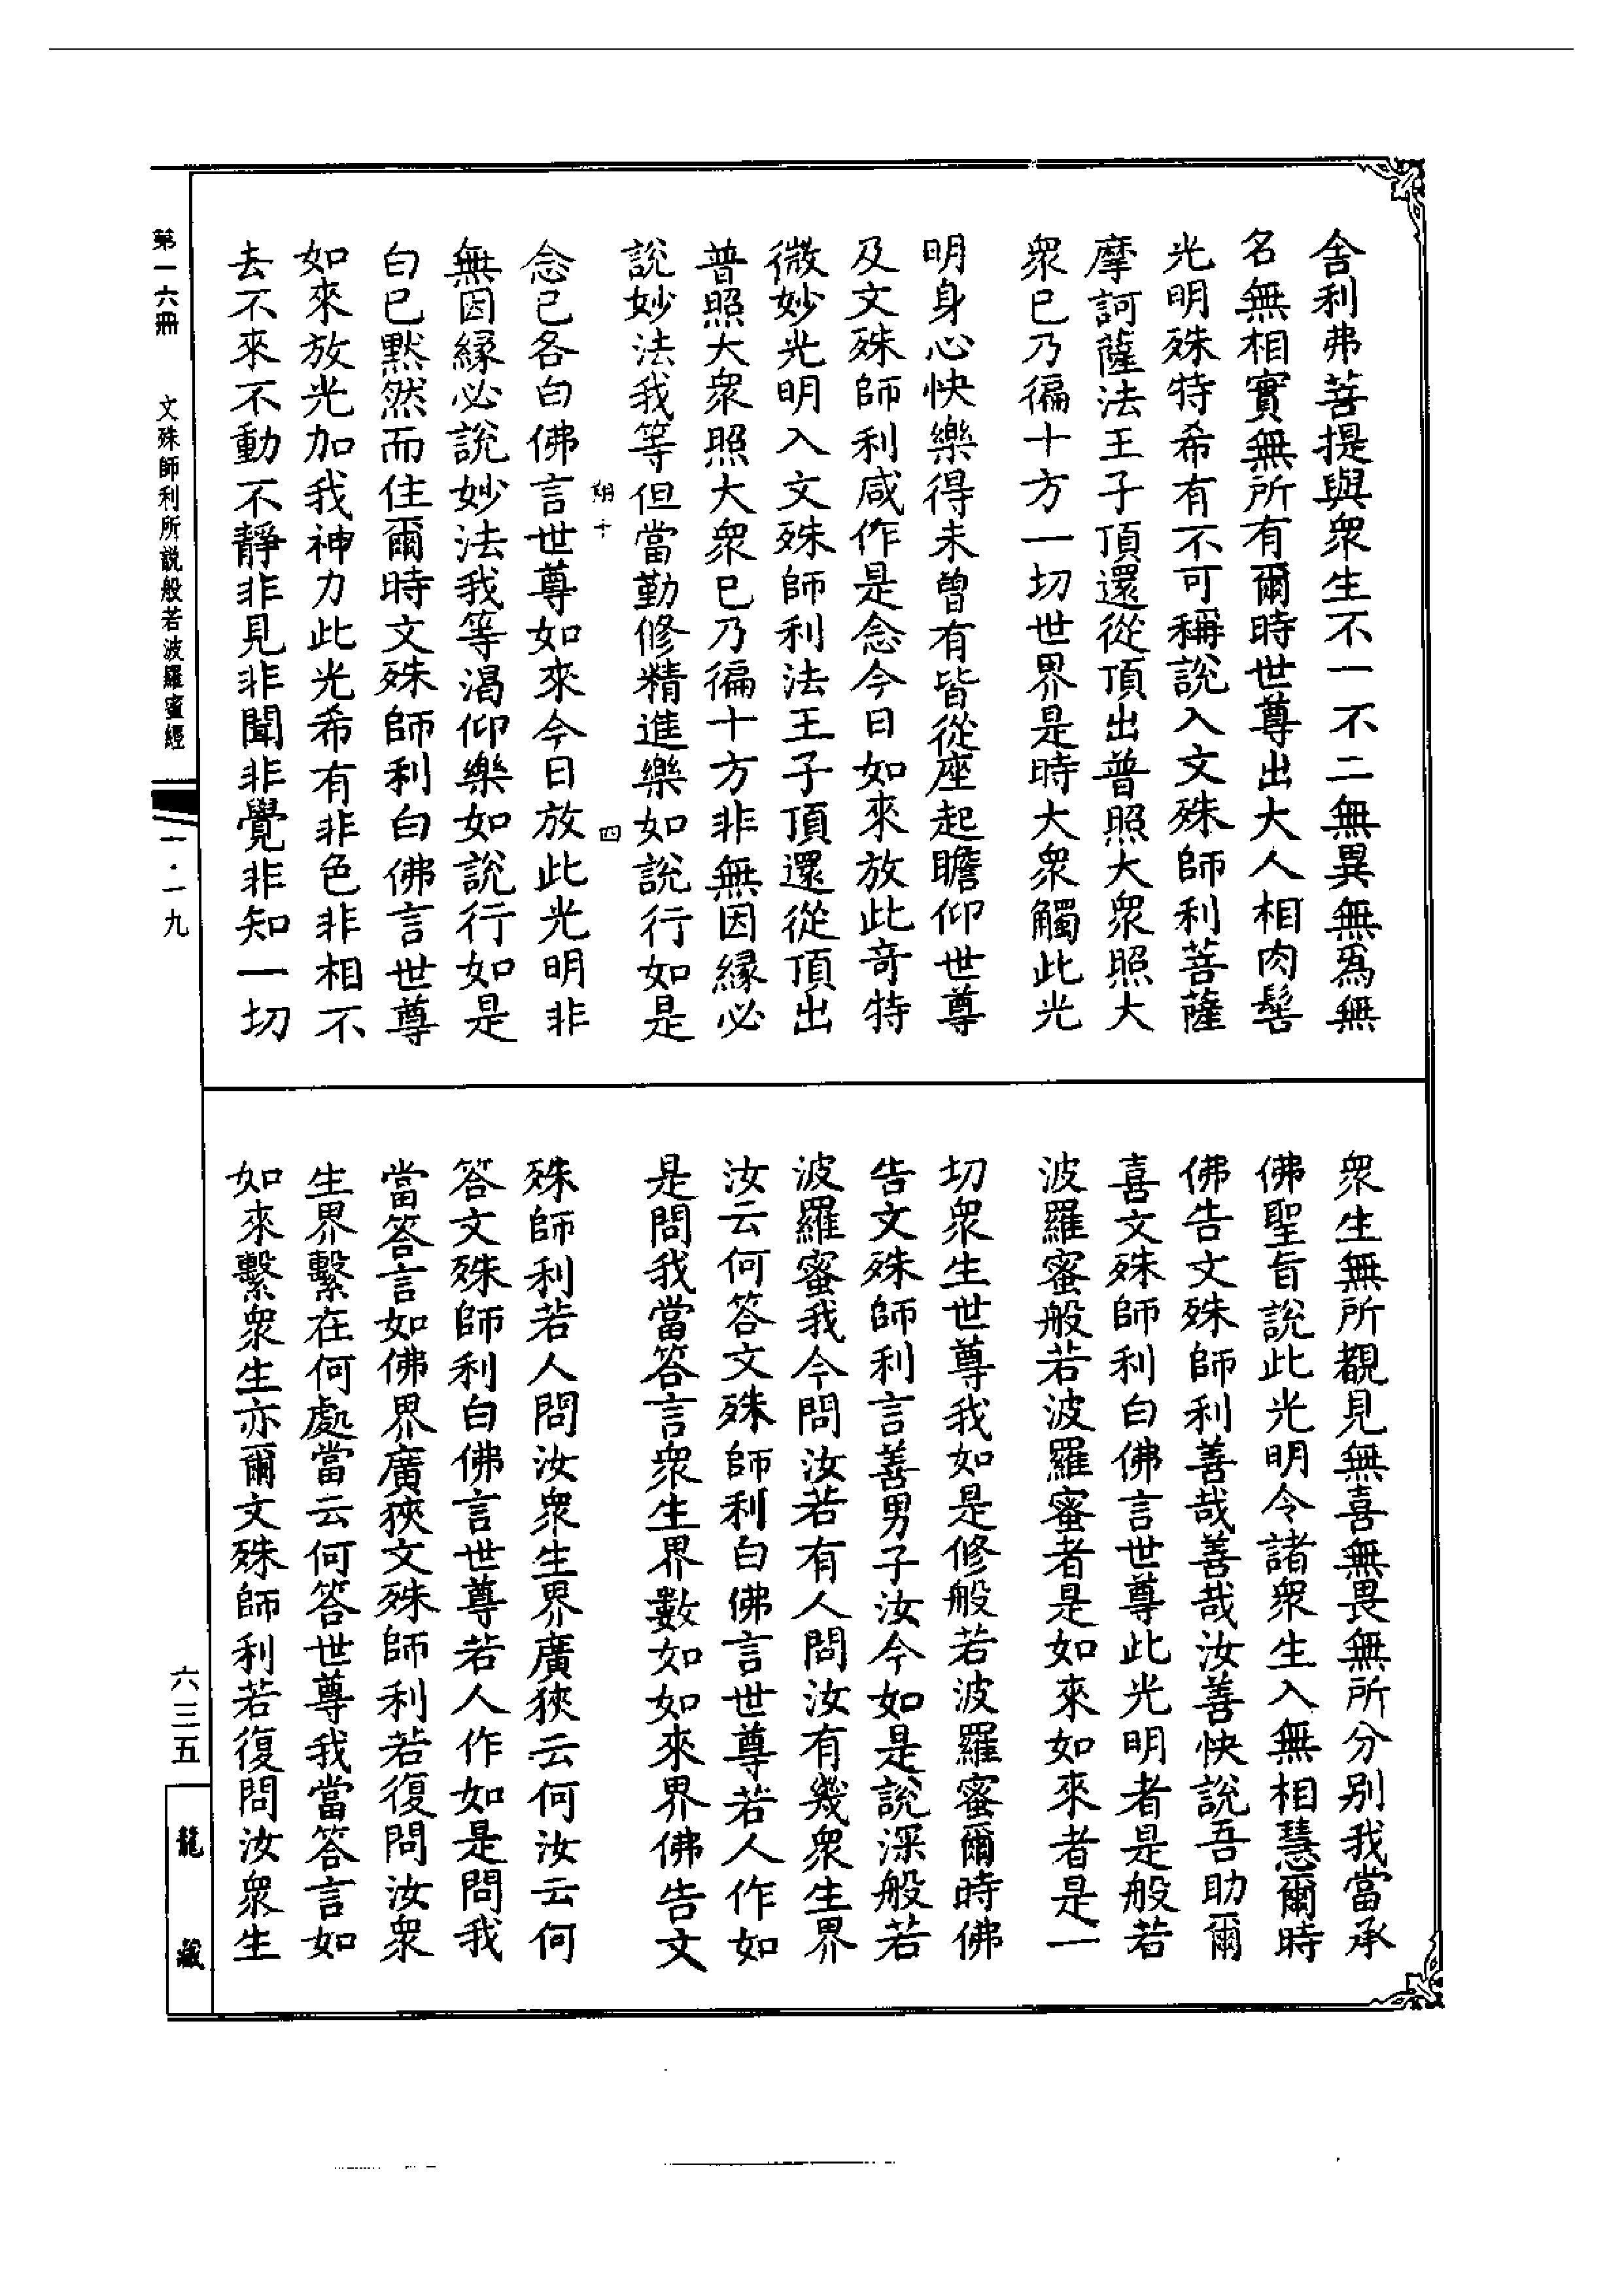 舍利弗菩提與衆生不一不二無異無爲無
名無相實無所有爾時世尊出大人相肉髻
光明殊特希有不可稱說入文殊師利菩薩
摩訶薩法王子頂還從頂出普照大衆照大
衆已乃徧十方一切世界是時大衆觸此光
明身心快樂得未曾有皆從座起瞻仰世尊
及文殊師利咸作是念今日如來放此奇特
微妙光明入文殊師利法王子頂還從頂出
普照大衆照大衆已乃徧十方非無因緣必
說妙法我等但當勤修精進樂如說行如是
翔十 四
念已各白佛言世尊如來今日放此光明非
無因緣必說妙法我等渴仰樂如說行如是
白已默然而住爾時文殊師利白佛言世尊
如來放光加我神力此光希有非色非相不
去不來不動不靜非見非聞非覺非知一切
衆生無所觀見無喜無畏無所分別我當承
佛聖旨說此光明令諸衆生入無相慧爾時
佛告文殊師利善哉善哉汝善快說吾助爾
喜文殊師利白佛言世尊此光明者是般若
波羅蜜般若波羅蜜者是如來如來者是一
切衆生世尊我如是修般若波羅蜜爾時佛
告文殊師利言善男子汝今如是說深般若
波羅蜜我今問汝若有人問汝有幾衆生界
汝云何答文殊師利白佛言世尊若人作如
是問我當答言衆生界數如如來界佛告文
殊師利若人問汝衆生界廣狹云何汝云何
答文殊師利白佛言世尊若人作如是問我
當答言如佛界廣狹文殊師利若復問汝衆
生界繫在何處當云何答世尊我當答言如
如來繫衆生亦爾文殊師利若復問汝衆生
第一六冊 文殊師利所說般若波羅蜜經 一·一九
六三五
龍藏